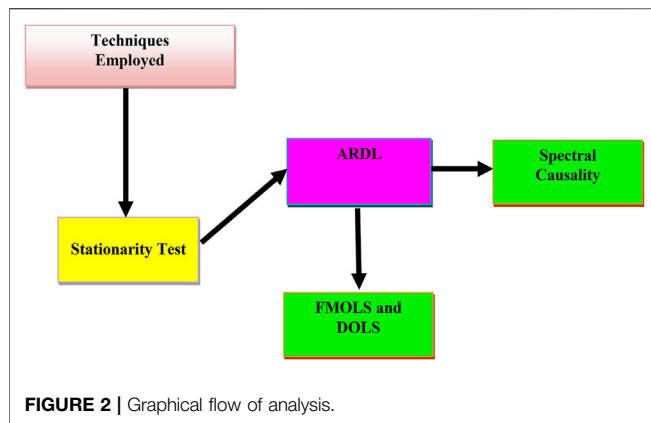 Techniques
Employed
ARDL
Spectral
Causality
Stationarity Test
FMOLS and
DOLS
FIGURE 2 | Graphical flow of analysis.